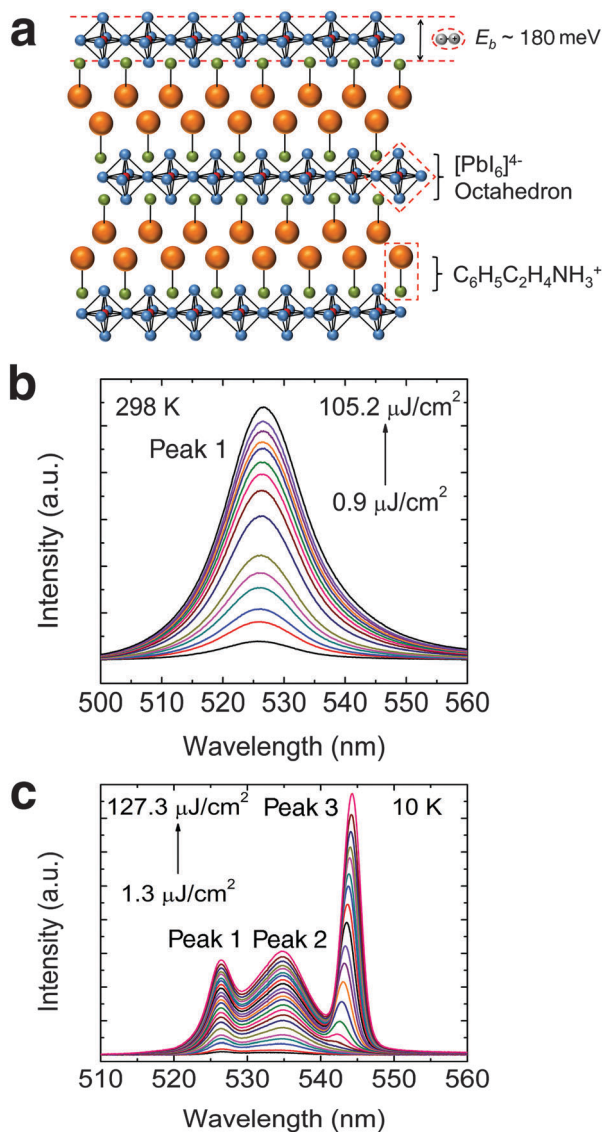 a
E_b ~ 180 meV
[PbI₆]⁴⁻
Octahedron
C₆H₅C₂H₄NH₃⁺
b
298 K
105.2 μJ/cm²
Peak 1
0.9 μJ/cm²
Intensity (a.u.)
500 510 520 530 540 550 560
Wavelength (nm)
c
127.3 μJ/cm²
Peak 3
10 K
1.3 μJ/cm²
Peak 1
Peak 2
Intensity (a.u.)
510 520 530 540 550 560
Wavelength (nm)